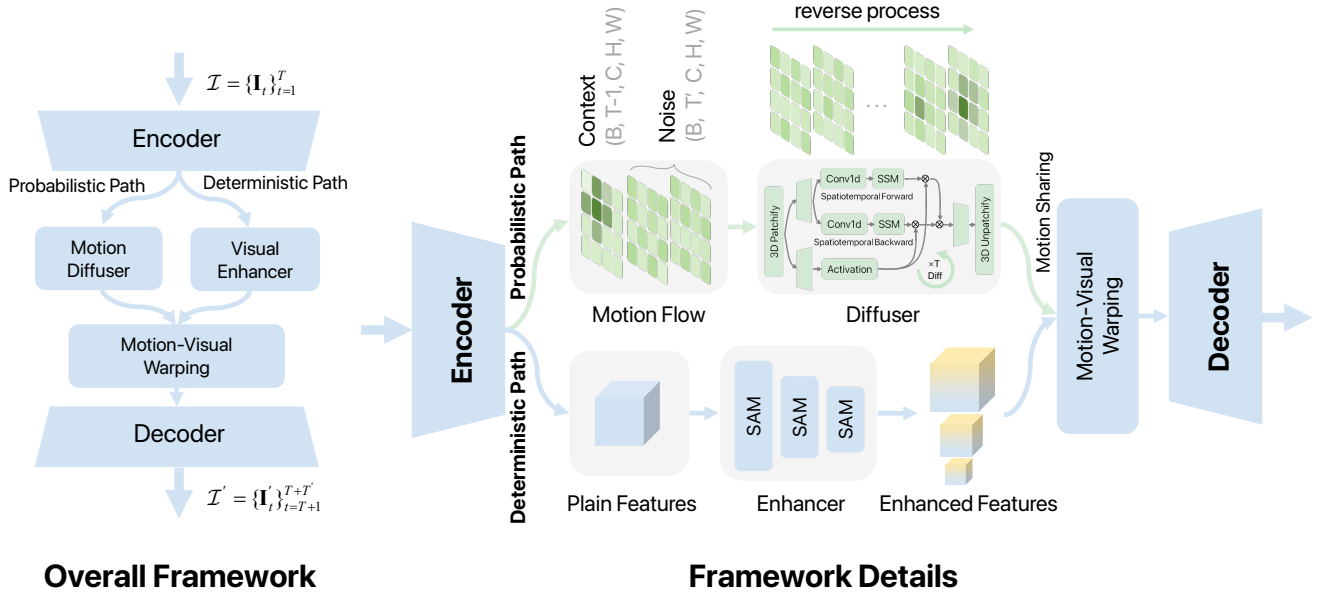 ℐ = {I_t}_{t=1}^{T}
Encoder
Probabilistic Path
Deterministic Path
Motion
Diffuser
Visual
Enhancer
Motion-Visual
Warping
Decoder
ℐ' = {I'_t}_{t=T+1}^{T+T'}
Overall Framework
Encoder
Probabilistic Path
Deterministic Path
Context
(B, T-1, C, H, W)
Noise
(B, T', C, H, W)
Motion Flow
reverse process
...
3D Patchify
Conv1d
SSM
Spatiotemporal Forward
Conv1d
SSM
Spatiotemporal Backward
Activation
×T
Diff
3D Unpatchify
Diffuser
Motion Sharing
Plain Features
SAM
SAM
SAM
Enhancer
Enhanced Features
Motion-Visual
Warping
Decoder
Framework Details